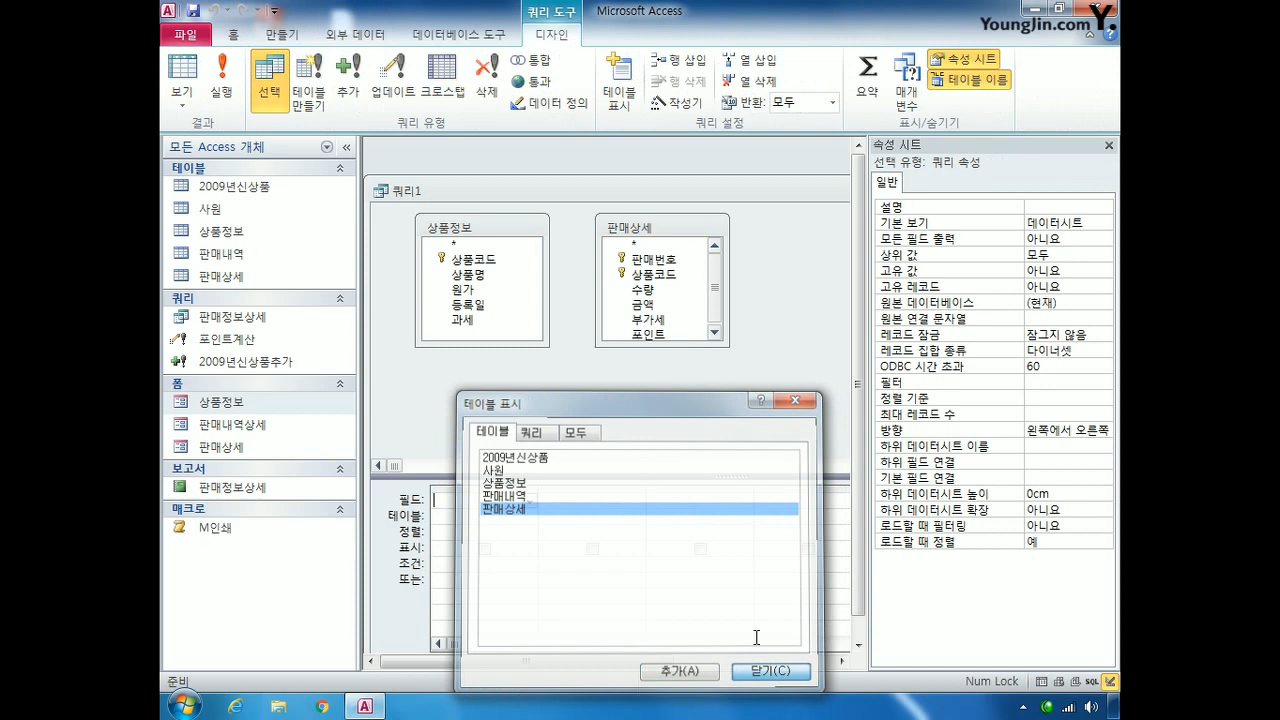 쿼리 도구
Microsoft Access
YoungJin.com Y.
파일
홈
만들기
외부 데이터
데이터베이스 도구
디자인
보기
실행
선택
테이블 만들기
추가
업데이트
크로스탭
삭제
통합
통과
데이터 정의
테이블 표시
행 삽입
행 삭제
작성기
열 삽입
열 삭제
반환: 모두
요약
매개 변수
속성 시트
테이블 이름
결과
쿼리 유형
쿼리 설정
표시/숨기기
모든 Access 개체
테이블
2009년신상품
사원
상품정보
판매내역
판매상세
쿼리
판매정보상세
포인트계산
2009년신상품추가
폼
상품정보
판매내역상세
판매상세
보고서
판매정보상세
매크로
M인쇄
쿼리1
상품정보
*
상품코드
상품명
원가
등록일
과세
판매상세
*
판매번호
상품코드
수량
금액
부가세
포인트
필드:
테이블:
정렬:
표시:
조건:
또는:
테이블 표시
테이블
쿼리
모두
2009년신상품
사원
상품정보
판매내역
판매상세
추가(A)
닫기(C)
속성 시트
선택 유형: 쿼리 속성
일반
설명
기본 보기 데이터시트
모든 필드 출력 아니요
상위 값 모두
고유 값 아니요
고유 레코드 아니요
원본 데이터베이스 (현재)
원본 연결 문자열
레코드 잠금 잠그지 않음
레코드 집합 종류 다이너셋
ODBC 시간 초과 60
필터
정렬 기준
최대 레코드 수
방향 왼쪽에서 오른쪽
하위 데이터시트 이름
하위 필드 연결
기본 필드 연결
하위 데이터시트 높이 0cm
하위 데이터시트 확장 아니요
로드할 때 필터링 아니요
로드할 때 정렬 예
준비
Num Lock
SQL